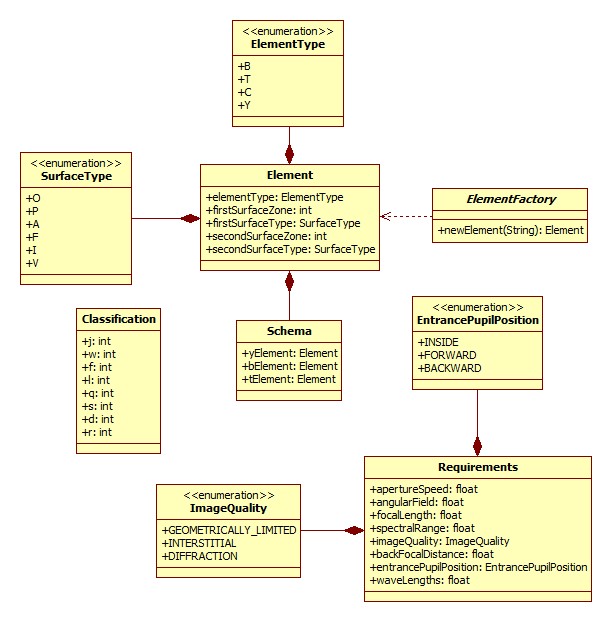 <<enumeration>>
ElementType
+B
+T
+C
+Y
<<enumeration>>
SurfaceType
+O
+P
+A
+F
+I
+V
Element
+elementType: ElementType
+firstSurfaceZone: int
+firstSurfaceType: SurfaceType
+secondSurfaceZone: int
+secondSurfaceType: SurfaceType
ElementFactory
+newElement(String): Element
Classification
+j: int
+w: int
+f: int
+l: int
+q: int
+s: int
+d: int
+r: int
Schema
+yElement: Element
+bElement: Element
+tElement: Element
<<enumeration>>
EntrancePupilPosition
+INSIDE
+FORWARD
+BACKWARD
<<enumeration>>
ImageQuality
+GEOMETRICALLY_LIMITED
+INTERSTITIAL
+DIFFRACTION
Requirements
+apertureSpeed: float
+angularField: float
+focalLength: float
+spectralRange: float
+imageQuality: ImageQuality
+backFocalDistance: float
+entrancePupilPosition: EntrancePupilPosition
+waveLengths: float